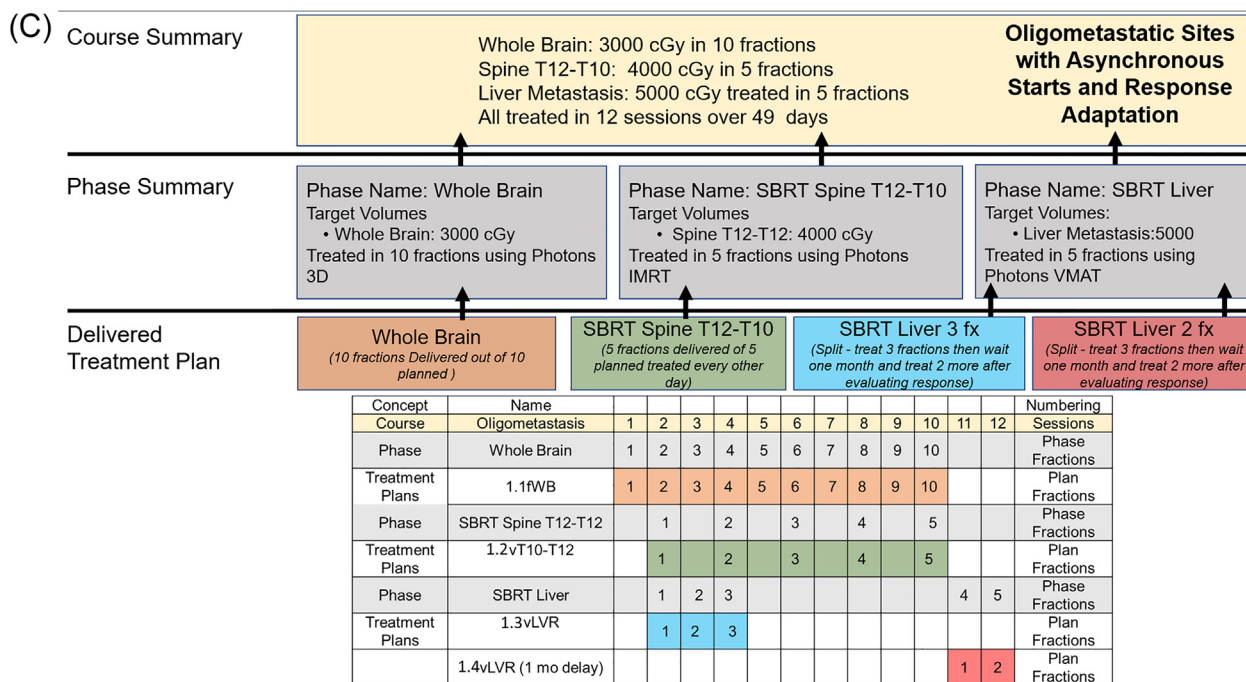 (C)
Course Summary
Whole Brain: 3000 cGy in 10 fractions
Spine T12-T10: 4000 cGy in 5 fractions
Liver Metastasis: 5000 cGy treated in 5 fractions
All treated in 12 sessions over 49 days
Oligometastatic Sites
with Asynchronous
Starts and Response
Adaptation
Phase Summary
Phase Name: Whole Brain
Target Volumes
• Whole Brain: 3000 cGy
Treated in 10 fractions using Photons
3D
Phase Name: SBRT Spine T12-T10
Target Volumes
• Spine T12-T12: 4000 cGy
Treated in 5 fractions using Photons
IMRT
Phase Name: SBRT Liver
Target Volumes:
• Liver Metastasis:5000
Treated in 5 fractions using
Photons VMAT
Delivered
Treatment Plan
Whole Brain
(10 fractions Delivered out of 10
planned )
SBRT Spine T12-T10
(5 fractions delivered of 5
planned treated every other
day)
SBRT Liver 3 fx
(Split - treat 3 fractions then wait
one month and treat 2 more after
evaluating response)
SBRT Liver 2 fx
(Split - treat 3 fractions then wait
one month and treat 2 more after
evaluating response)
Concept Name Numbering
Course Oligometastasis 1 2 3 4 5 6 7 8 9 10 11 12 Sessions
Phase Whole Brain 1 2 3 4 5 6 7 8 9 10 Phase
Fractions
Treatment
Plans 1.1fWB 1 2 3 4 5 6 7 8 9 10 Plan
Fractions
Phase SBRT Spine T12-T12 1 2 3 4 5 Phase
Fractions
Treatment
Plans 1.2vT10-T12 1 2 3 4 5 Plan
Fractions
Phase SBRT Liver 1 2 3 4 5 Phase
Fractions
Treatment
Plans 1.3vLVR 1 2 3 Plan
Fractions
1.4vLVR (1 mo delay) 1 2 Plan
Fractions